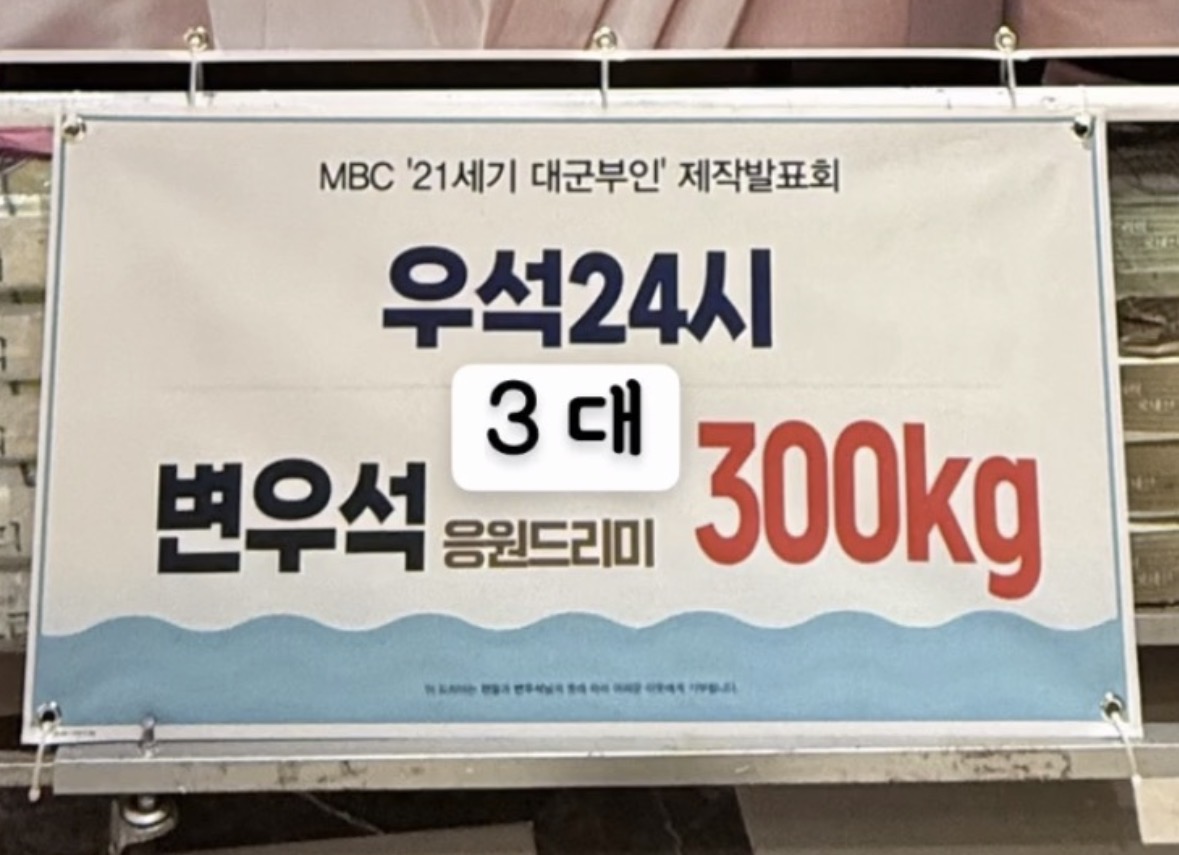 MBC '21세기 대군부인' 제작발표회
우석24시
3 대
변우석 응원드리미 300kg